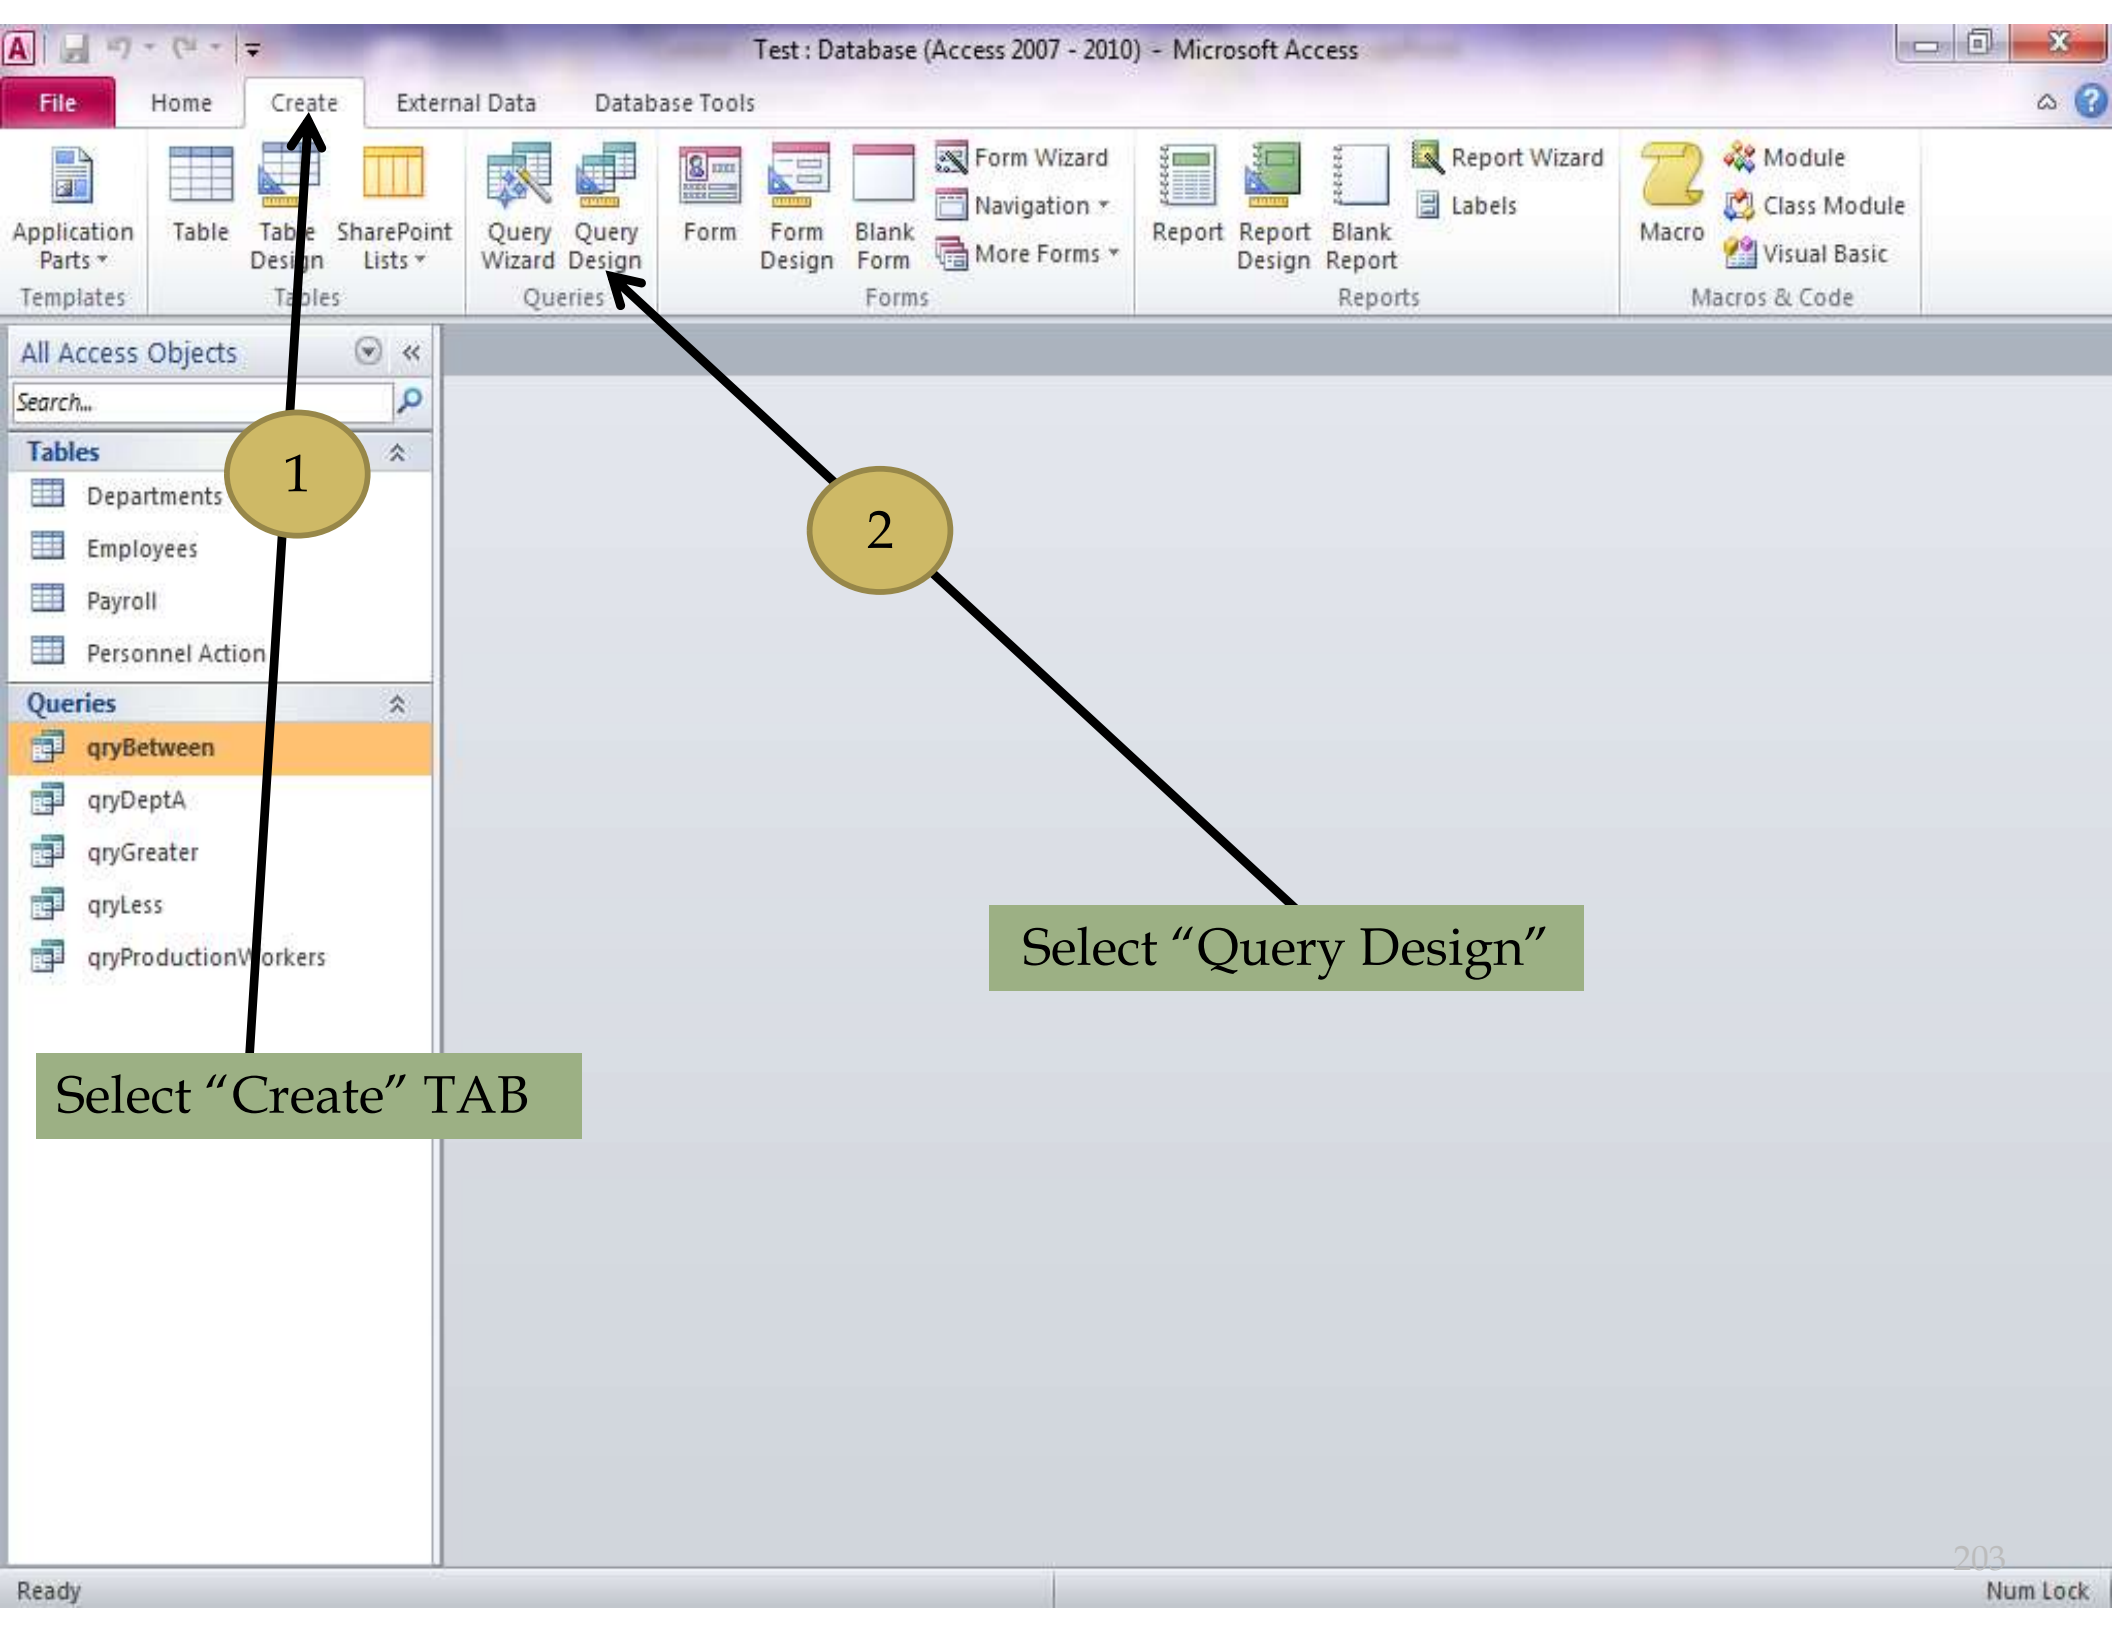 Test : Database (Access 2007 - 2010) - Microsoft Access
File Home Create External Data Database Tools
Application Parts
Table
Table Design
SharePoint Lists
Query Wizard
Query Design
Form
Form Design
Blank Form
Form Wizard
Navigation
More Forms
Report
Report Design
Blank Report
Report Wizard
Labels
Macro
Module
Class Module
Visual Basic
Templates Tables Queries Forms Reports Macros & Code
All Access Objects
Search...
Tables
Departments
Employees
Payroll
Personnel Action
Queries
qryBetween
qryDeptA
qryGreater
qryLess
qryProductionWorkers
1
2
Select “Query Design”
Select “Create” TAB
203
Ready
Num Lock